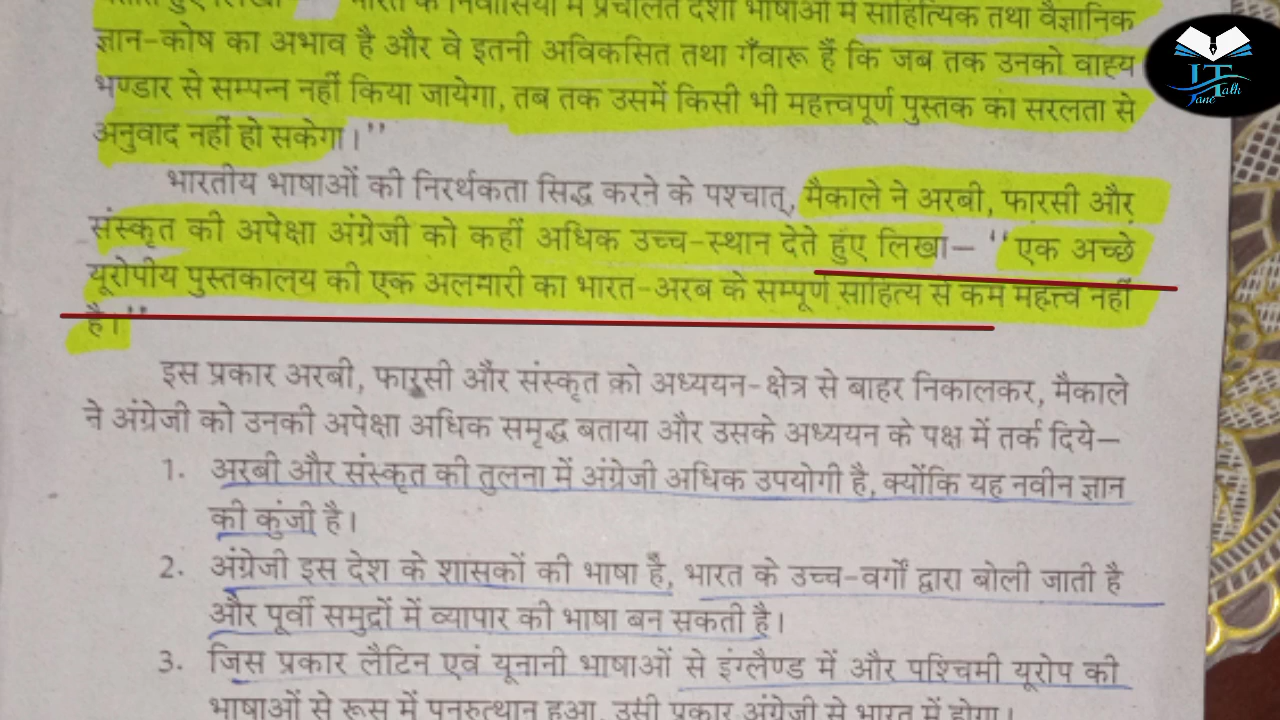 बताते हुए लिखा— "भारत के निवासियों में प्रचलित देशी भाषाओं में साहित्यिक तथा वैज्ञानिक
ज्ञान-कोष का अभाव है और वे इतनी अविकसित तथा गँवारू हैं कि जब तक उनको वाह्य
भण्डार से सम्पन्न नहीं किया जायेगा, तब तक उसमें किसी भी महत्त्वपूर्ण पुस्तक का सरलता से
अनुवाद नहीं हो सकेगा।"
भारतीय भाषाओं की निरर्थकता सिद्ध करने के पश्चात्, मैकाले ने अरबी, फारसी और
संस्कृत की अपेक्षा अंग्रेजी को कहीं अधिक उच्च-स्थान देते हुए लिखा— "एक अच्छे
यूरोपीय पुस्तकालय की एक अलमारी का भारत-अरब के सम्पूर्ण साहित्य से कम महत्त्व नहीं
है।"
इस प्रकार अरबी, फारसी और संस्कृत को अध्ययन-क्षेत्र से बाहर निकालकर, मैकाले
ने अंग्रेजी को उनकी अपेक्षा अधिक समृद्ध बताया और उसके अध्ययन के पक्ष में तर्क दिये—
1. अरबी और संस्कृत की तुलना में अंग्रेजी अधिक उपयोगी है, क्योंकि यह नवीन ज्ञान
की कुंजी है।
2. अंग्रेजी इस देश के शासकों की भाषा है, भारत के उच्च-वर्गों द्वारा बोली जाती है
और पूर्वी समुद्रों में व्यापार की भाषा बन सकती है।
3. जिस प्रकार लैटिन एवं यूनानी भाषाओं से इंग्लैण्ड में और पश्चिमी यूरोप की
भाषाओं से रूस में पुनरुत्थान हुआ, उसी प्रकार अंग्रेजी से भारत में होगा।
Jane Talk